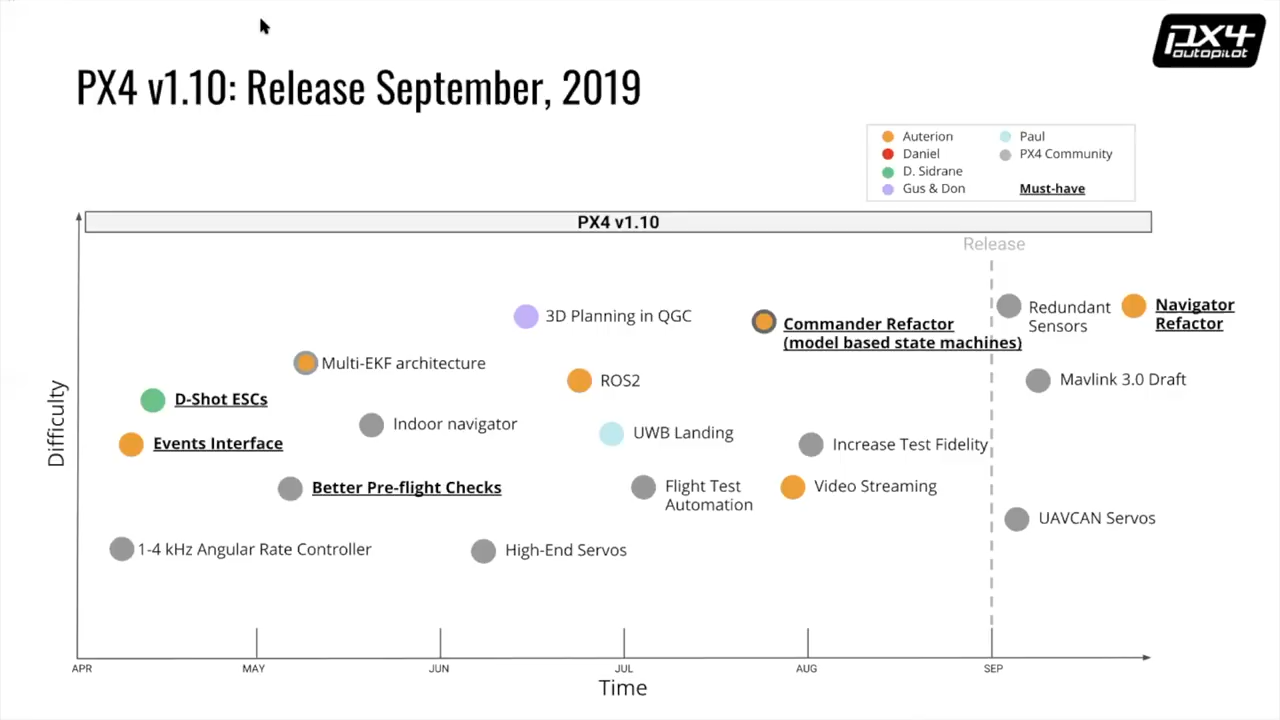 px4
autopilot
PX4 v1.10: Release September, 2019
Auterion
Daniel
D. Sidrane
Gus & Don
Paul
PX4 Community
Must-have
PX4 v1.10
Release
3D Planning in QGC
Commander Refactor
(model based state machines)
Redundant
Sensors
Navigator
Refactor
Multi-EKF architecture
ROS2
Mavlink 3.0 Draft
D-Shot ESCs
Indoor navigator
UWB Landing
Events Interface
Increase Test Fidelity
Better Pre-flight Checks
Flight Test
Automation
Video Streaming
UAVCAN Servos
1-4 kHz Angular Rate Controller
High-End Servos
Difficulty
APR
MAY
JUN
JUL
AUG
SEP
Time